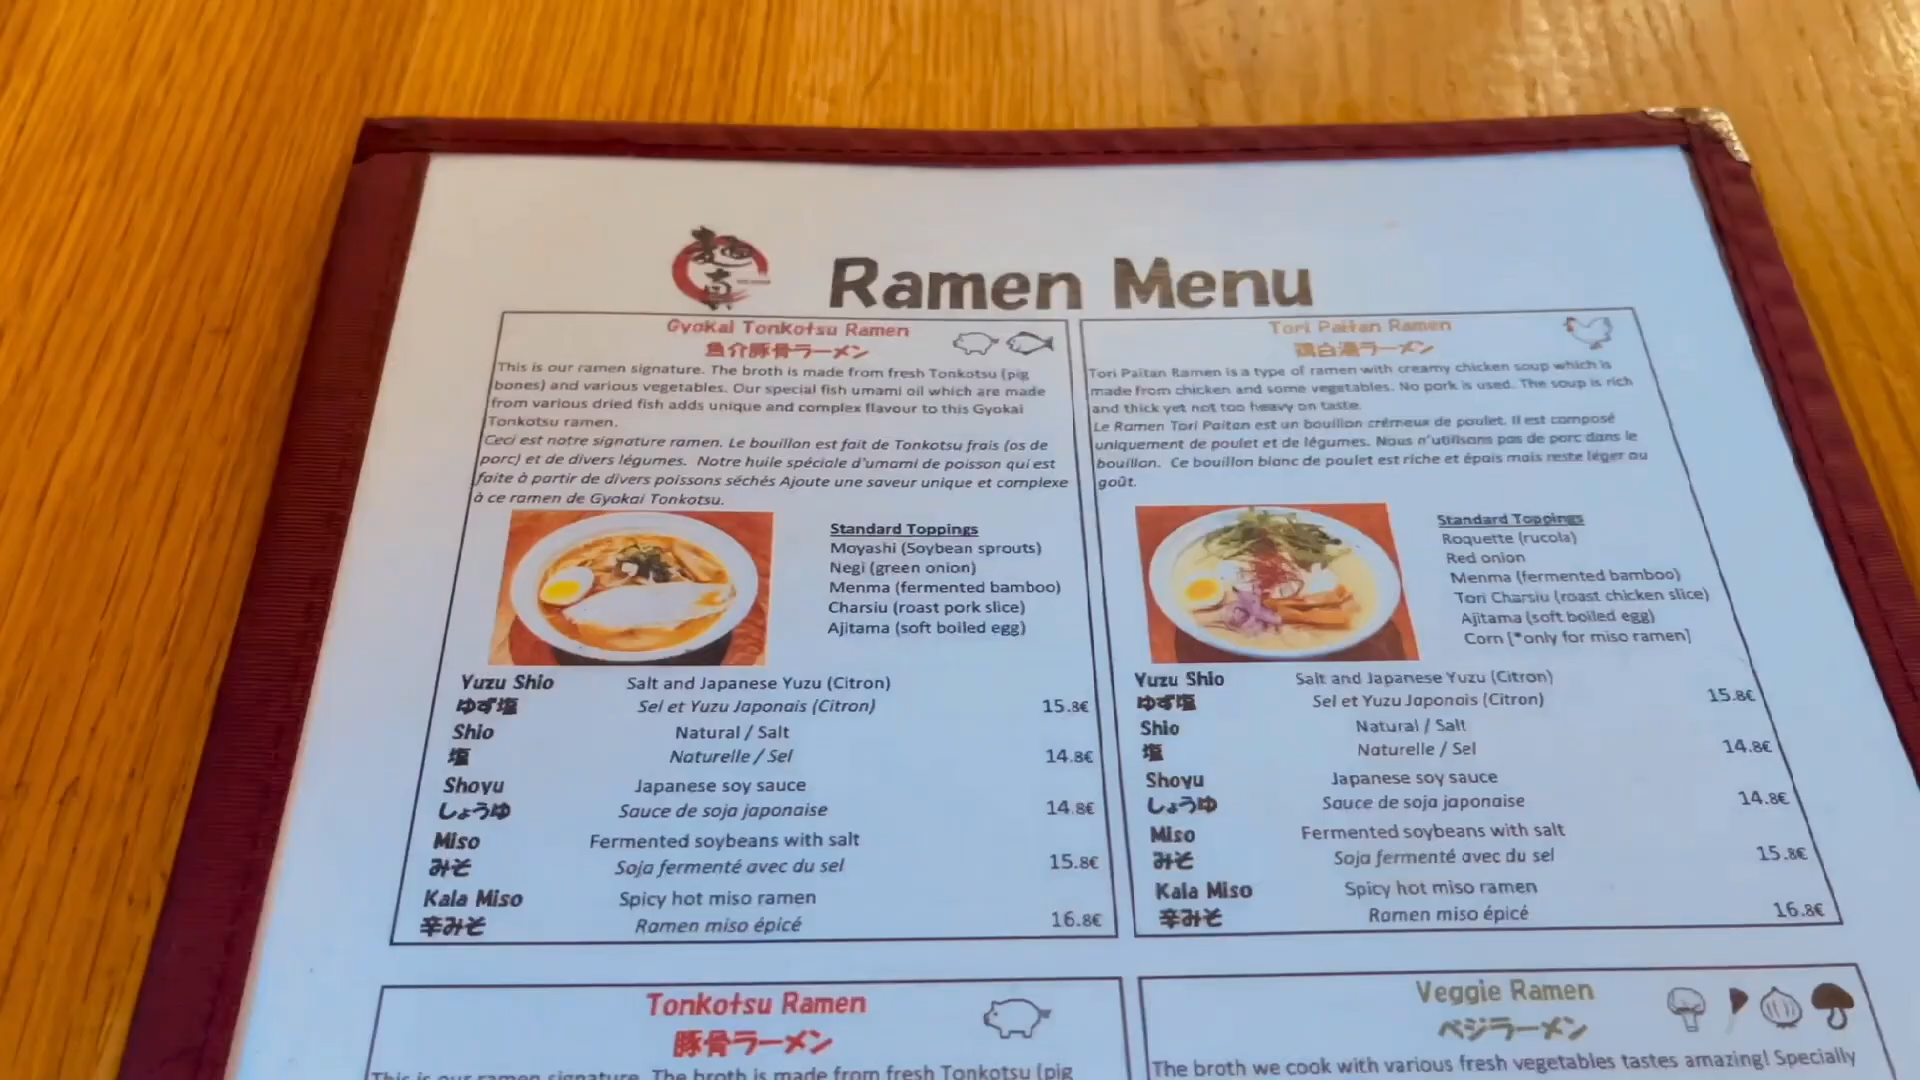 Ramen Menu
Gyokai Tonkotsu Ramen
魚介豚骨ラーメン
This is our ramen signature. The broth is made from fresh Tonkotsu (pig
bones) and various vegetables. Our special fish umami oil which are made
from various dried fish adds unique and complex flavour to this Gyokai
Tonkotsu ramen.
Ceci est notre signature ramen. Le bouillon est fait de Tonkotsu frais (os de
porc) et de divers légumes. Notre huile spéciale d'umami de poisson qui est
faite à partir de divers poissons séchés Ajoute une saveur unique et complexe
à ce ramen de Gyokai Tonkotsu.
Standard Toppings
Moyashi (Soybean sprouts)
Negi (green onion)
Menma (fermented bamboo)
Charsiu (roast pork slice)
Ajitama (soft boiled egg)
Yuzu Shio Salt and Japanese Yuzu (Citron)
ゆず塩 Sel et Yuzu Japonais (Citron) 15.8€
Shio Natural / Salt
塩 Naturelle / Sel 14.8€
Shoyu Japanese soy sauce
しょうゆ Sauce de soja japonaise 14.8€
Miso Fermented soybeans with salt
みそ Soja fermenté avec du sel 15.8€
Kala Miso Spicy hot miso ramen
辛みそ Ramen miso épicé 16.8€
Tori Paitan Ramen
鶏白湯ラーメン
Tori Paitan Ramen is a type of ramen with creamy chicken soup which is
made from chicken and some vegetables. No pork is used. The soup is rich
and thick yet not too heavy on taste.
Le Ramen Tori Paitan est un bouillon crémeux de poulet. Il est composé
uniquement de poulet et de légumes. Nous n'utilisons pas de porc dans le
bouillon. Ce bouillon blanc de poulet est riche et épais mais reste léger au
goût.
Standard Toppings
Roquette (rucola)
Red onion
Menma (fermented bamboo)
Tori Charsiu (roast chicken slice)
Ajitama (soft boiled egg)
Corn [*only for miso ramen]
Yuzu Shio Salt and Japanese Yuzu (Citron)
ゆず塩 Sel et Yuzu Japonais (Citron) 15.8€
Shio Natural / Salt
塩 Naturelle / Sel 14.8€
Shoyu Japanese soy sauce
しょうゆ Sauce de soja japonaise 14.8€
Miso Fermented soybeans with salt
みそ Soja fermenté avec du sel 15.8€
Kala Miso Spicy hot miso ramen
辛みそ Ramen miso épicé 16.8€
Tonkotsu Ramen
豚骨ラーメン
This is our ramen signature. The broth is made from fresh Tonkotsu (pig
Veggie Ramen
ベジラーメン
The broth we cook with various fresh vegetables tastes amazing! Specially